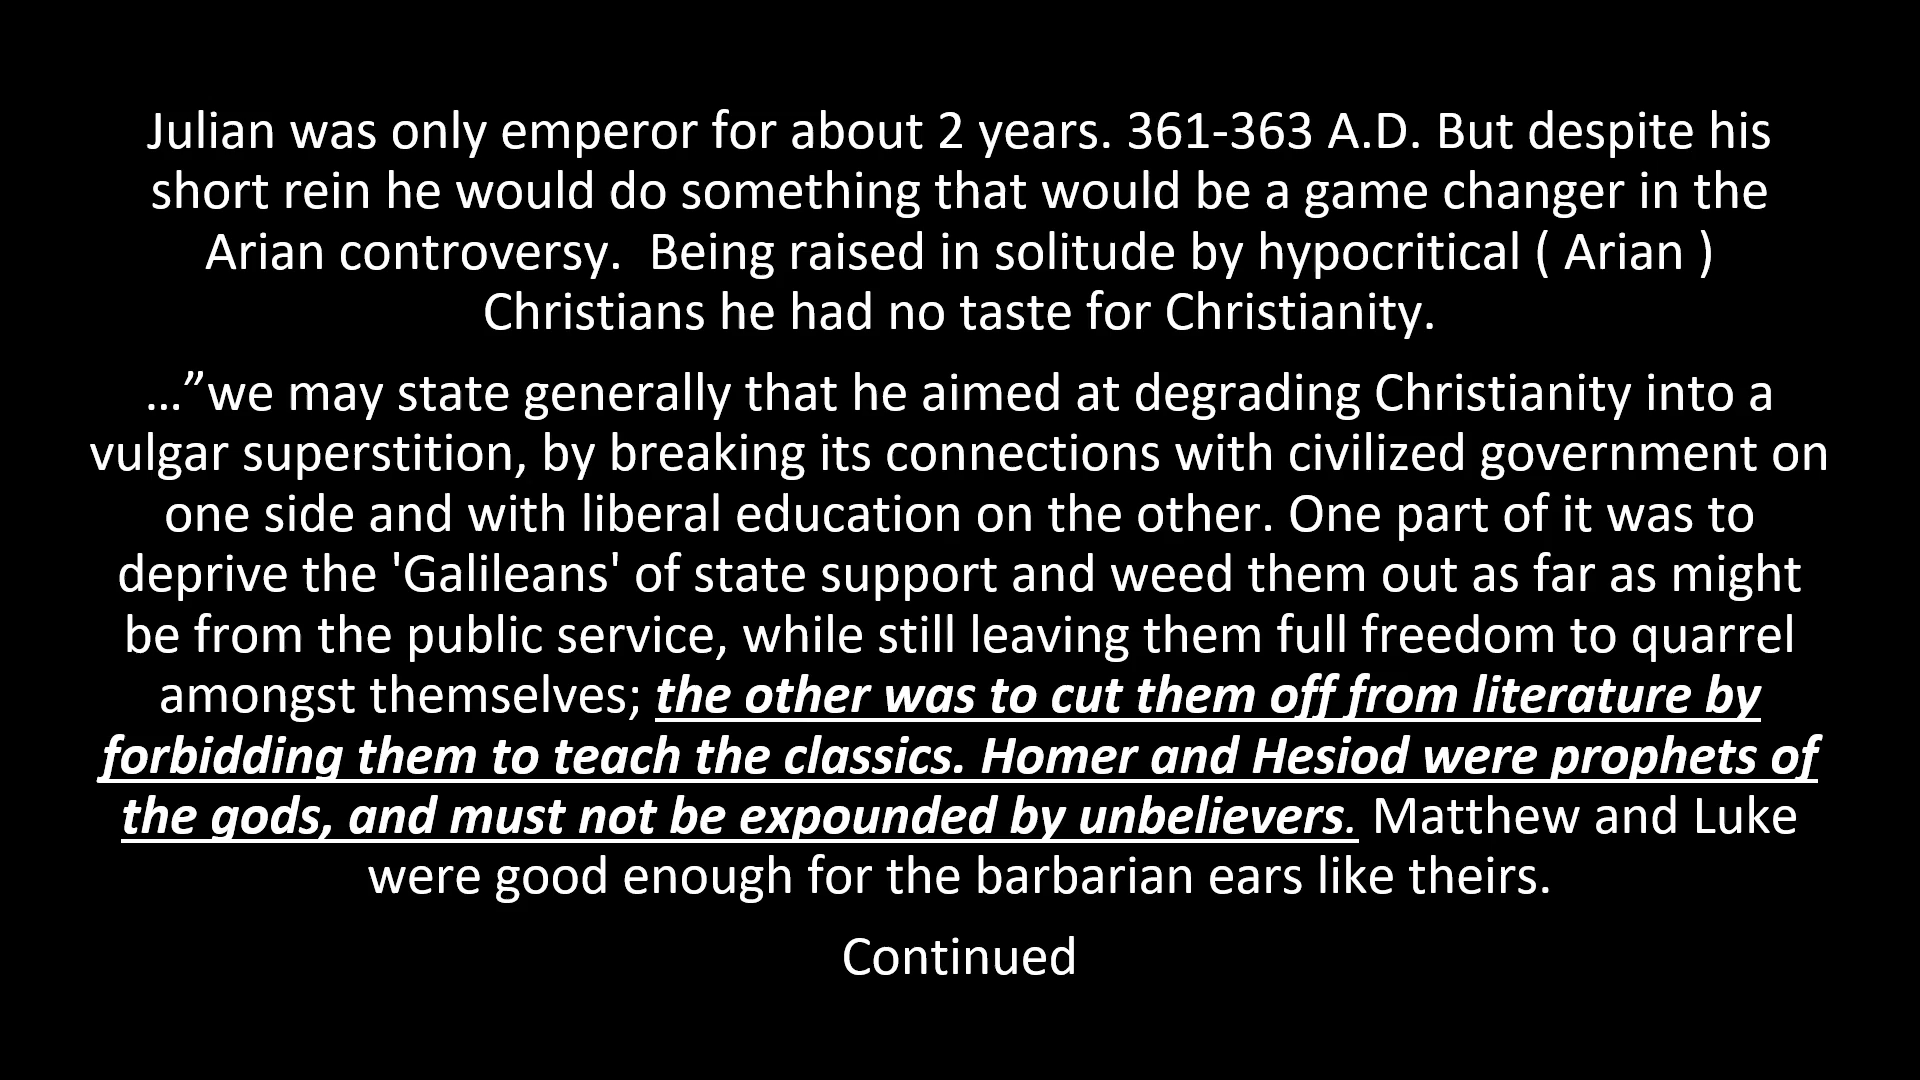 Julian was only emperor for about 2 years. 361-363 A.D. But despite his
short rein he would do something that would be a game changer in the
Arian controversy.  Being raised in solitude by hypocritical ( Arian )
Christians he had no taste for Christianity.
…”we may state generally that he aimed at degrading Christianity into a
vulgar superstition, by breaking its connections with civilized government on
one side and with liberal education on the other. One part of it was to
deprive the 'Galileans' of state support and weed them out as far as might
be from the public service, while still leaving them full freedom to quarrel
amongst themselves; the other was to cut them off from literature by
forbidding them to teach the classics. Homer and Hesiod were prophets of
the gods, and must not be expounded by unbelievers. Matthew and Luke
were good enough for the barbarian ears like theirs.
Continued